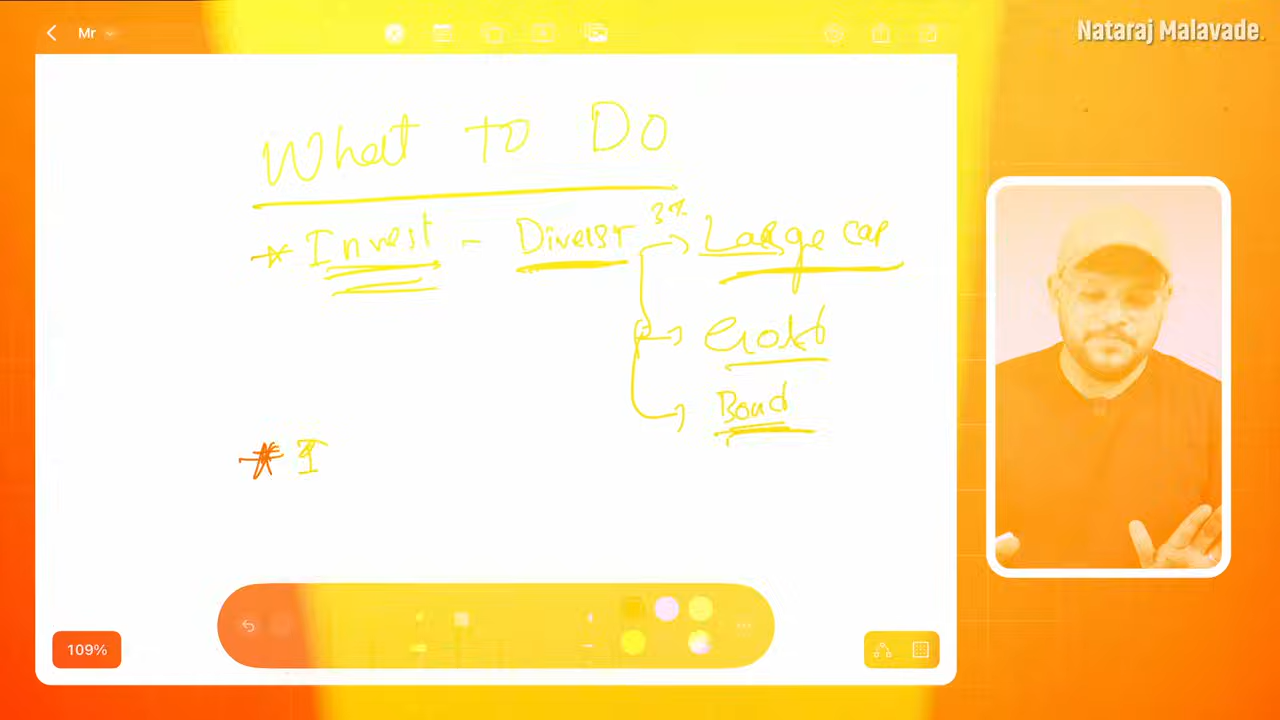 Mr
Nataraj Malavade.
What To Do
* Invest - Diverst 3% Large cap
Gold
Bond
* I
109%